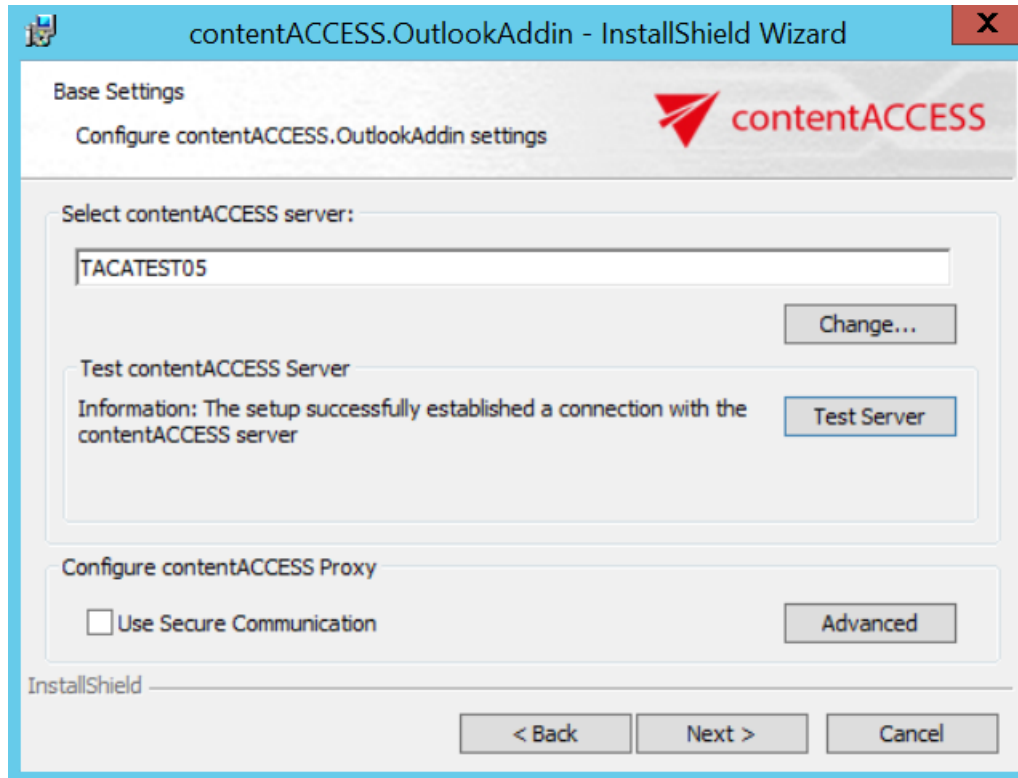 contentACCESS.OutlookAddin - InstallShield Wizard
X
Base Settings
Configure contentACCESS.OutlookAddin settings
contentACCESS
Select contentACCESS server:
TACATEST05
Change...
Test contentACCESS Server
Information: The setup successfully established a connection with the
contentACCESS server
Test Server
Configure contentACCESS Proxy
Use Secure Communication
Advanced
InstallShield
< Back
Next >
Cancel